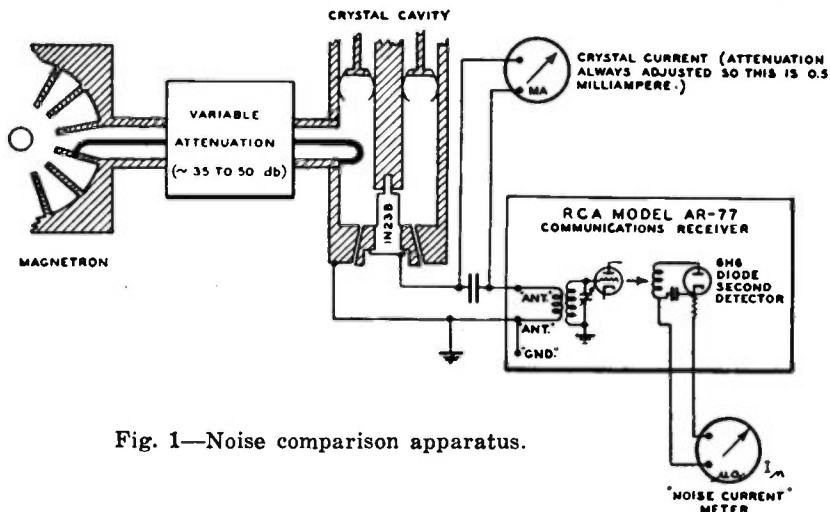 CRYSTAL CAVITY
CRYSTAL CURRENT (ATTENUATION
ALWAYS ADJUSTED SO THIS IS 0.5
MILLIAMPERE.)
MA
VARIABLE
ATTENUATION
(~ 35 TO 50 db)
1N23B
MAGNETRON
RCA MODEL AR-77
COMMUNICATIONS RECEIVER
6H6
DIODE
SECOND
DETECTOR
"ANT."
"ANT."
"GND."
Fig. 1—Noise comparison apparatus.
μa.
In
"NOISE CURRENT"
METER